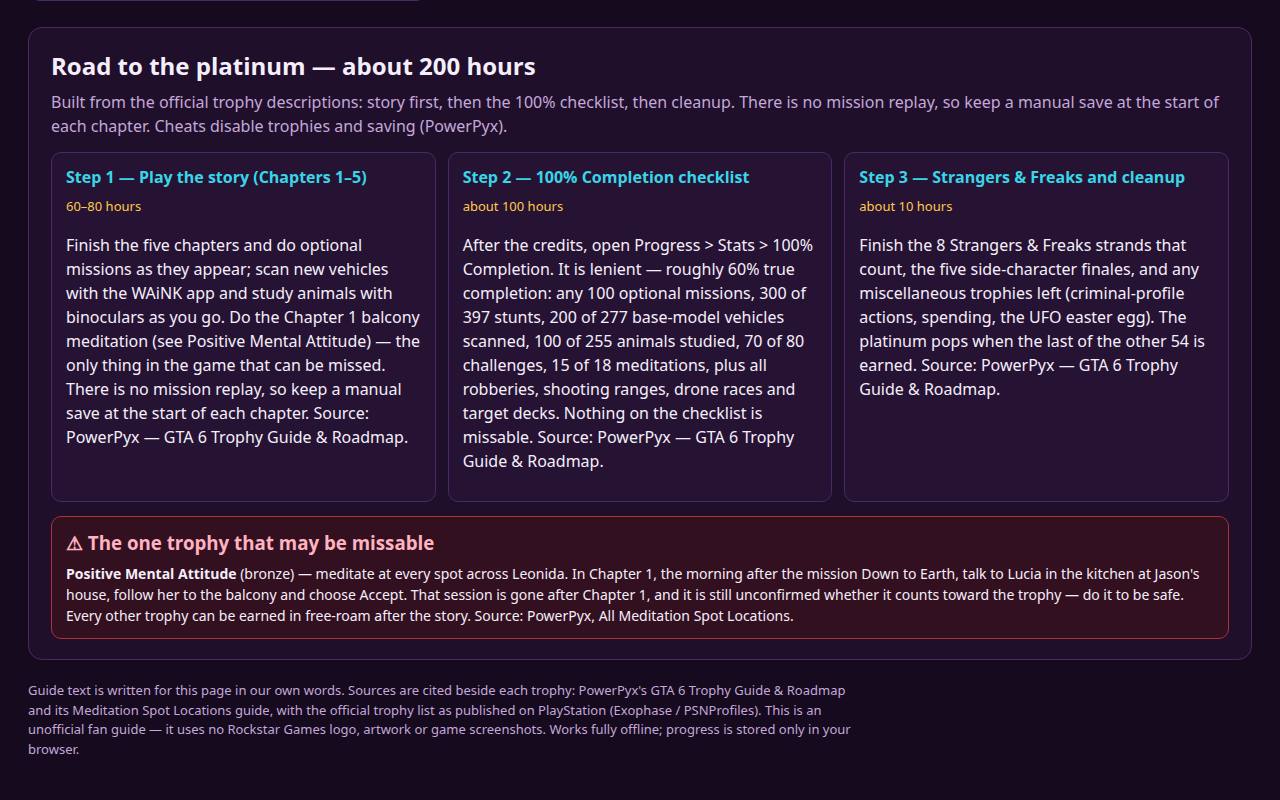 Road to the platinum — about 200 hours
Built from the official trophy descriptions: story first, then the 100% checklist, then cleanup. There is no mission replay, so keep a manual save at the start of
each chapter. Cheats disable trophies and saving (PowerPyx).
Step 1 — Play the story (Chapters 1–5)
60–80 hours
Finish the five chapters and do optional
missions as they appear; scan new vehicles
with the WAiNK app and study animals with
binoculars as you go. Do the Chapter 1 balcony
meditation (see Positive Mental Attitude) — the
only thing in the game that can be missed.
There is no mission replay, so keep a manual
save at the start of each chapter. Source:
PowerPyx — GTA 6 Trophy Guide & Roadmap.
Step 2 — 100% Completion checklist
about 100 hours
After the credits, open Progress > Stats > 100%
Completion. It is lenient — roughly 60% true
completion: any 100 optional missions, 300 of
397 stunts, 200 of 277 base-model vehicles
scanned, 100 of 255 animals studied, 70 of 80
challenges, 15 of 18 meditations, plus all
robberies, shooting ranges, drone races and
target decks. Nothing on the checklist is
missable. Source: PowerPyx — GTA 6 Trophy
Guide & Roadmap.
Step 3 — Strangers & Freaks and cleanup
about 10 hours
Finish the 8 Strangers & Freaks strands that
count, the five side-character finales, and any
miscellaneous trophies left (criminal-profile
actions, spending, the UFO easter egg). The
platinum pops when the last of the other 54 is
earned. Source: PowerPyx — GTA 6 Trophy
Guide & Roadmap.
⚠ The one trophy that may be missable
Positive Mental Attitude (bronze) — meditate at every spot across Leonida. In Chapter 1, the morning after the mission Down to Earth, talk to Lucia in the kitchen at Jason's
house, follow her to the balcony and choose Accept. That session is gone after Chapter 1, and it is still unconfirmed whether it counts toward the trophy — do it to be safe.
Every other trophy can be earned in free-roam after the story. Source: PowerPyx, All Meditation Spot Locations.
Guide text is written for this page in our own words. Sources are cited beside each trophy: PowerPyx's GTA 6 Trophy Guide & Roadmap
and its Meditation Spot Locations guide, with the official trophy list as published on PlayStation (Exophase / PSNProfiles). This is an
unofficial fan guide — it uses no Rockstar Games logo, artwork or game screenshots. Works fully offline; progress is stored only in your
browser.